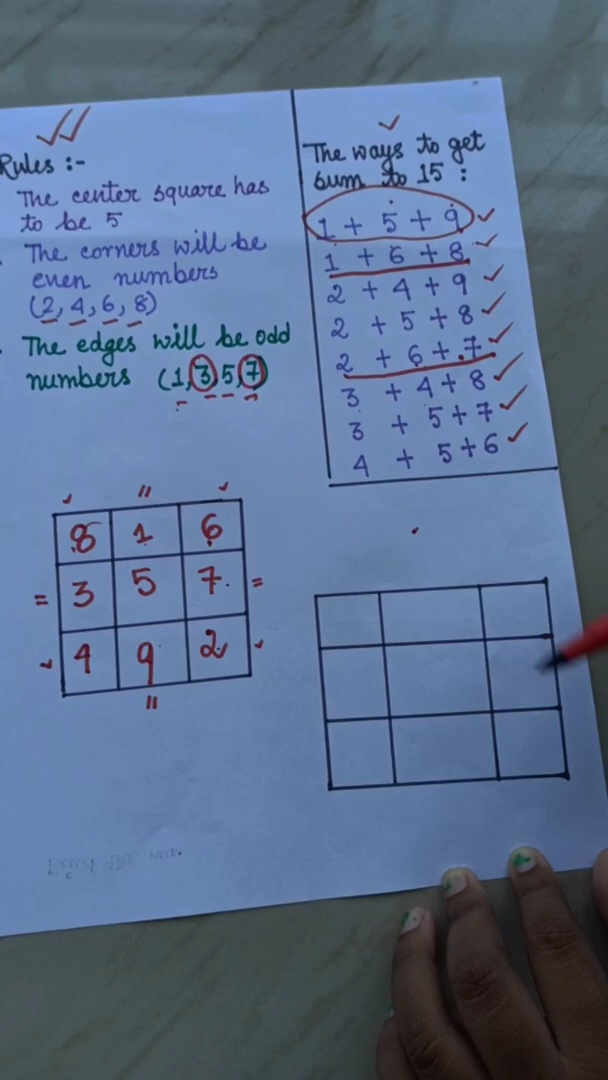 Rules :-
The center square has
to be 5
The corners will be
even numbers
(2, 4, 6, 8)
The edges will be odd
numbers (1, 3, 5, 7)
The ways to get
sum to 15 :
1 + 5 + 9
1 + 6 + 8
2 + 4 + 9
2 + 5 + 8
2 + 6 + 7
3 + 4 + 8
3 + 5 + 7
4 + 5 + 6
8 1 6
3 5 7
4 9 2